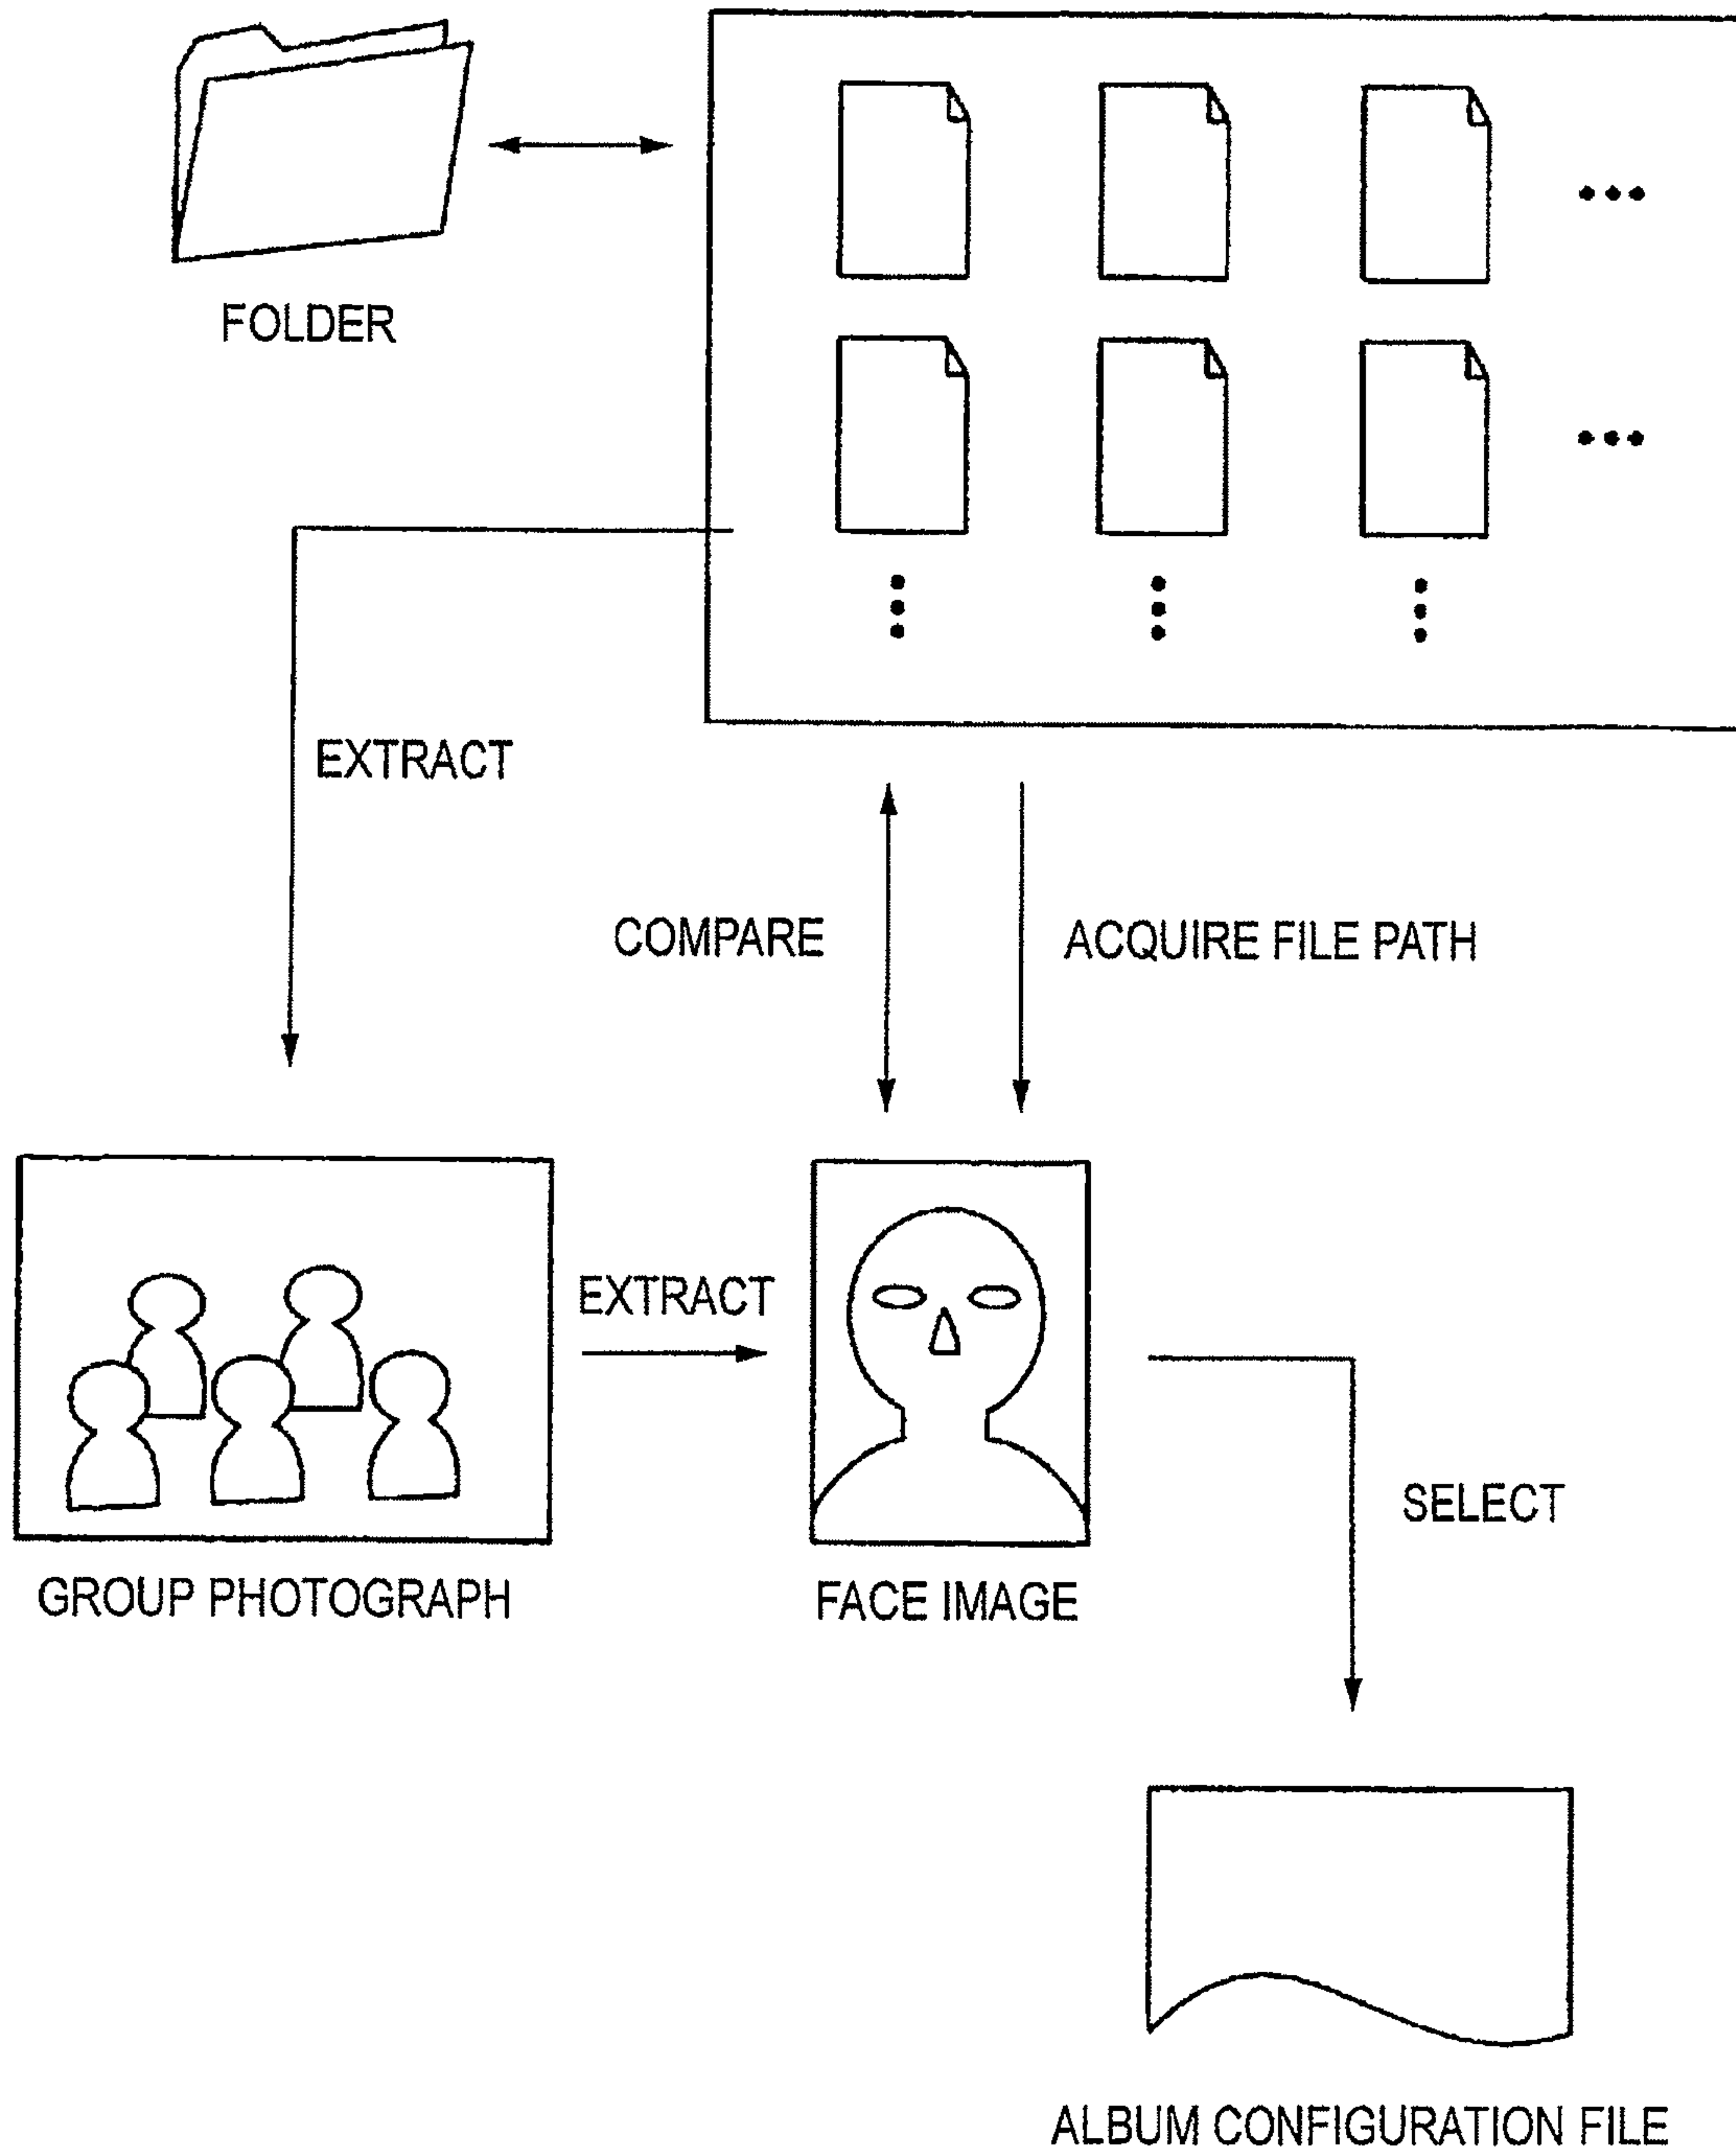 FOLDER
EXTRACT
COMPARE
ACQUIRE FILE PATH
EXTRACT
SELECT
GROUP PHOTOGRAPH
FACE IMAGE
ALBUM CONFIGURATION FILE